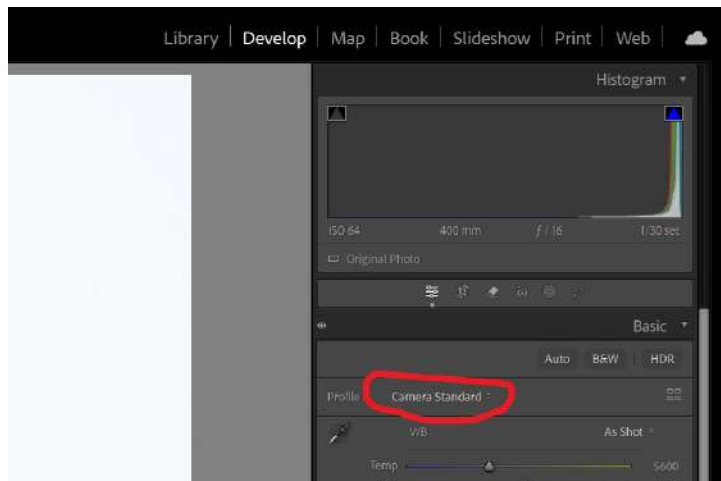 Library | Develop | Map | Book | Slideshow | Print | Web |
Histogram
ISO 64 400 mm ƒ / 16 1/30 sec
Original Photo
Basic
Auto B&W HDR
Profile Camera Standard
WB As Shot
Temp 5600